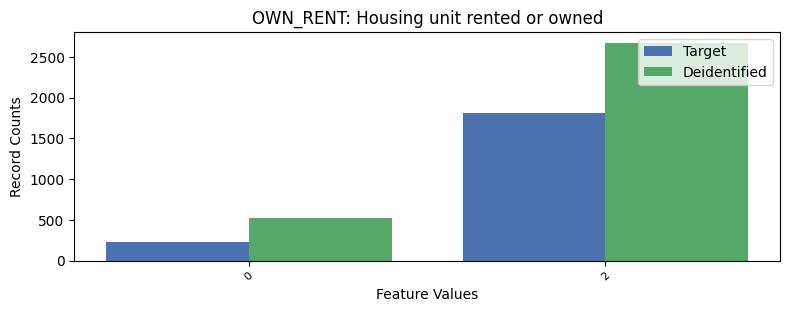 OWN_RENT: Housing unit rented or owned
Target
Deidentified
Record Counts
2500
2000
1500
1000
500
0
0
2
Feature Values